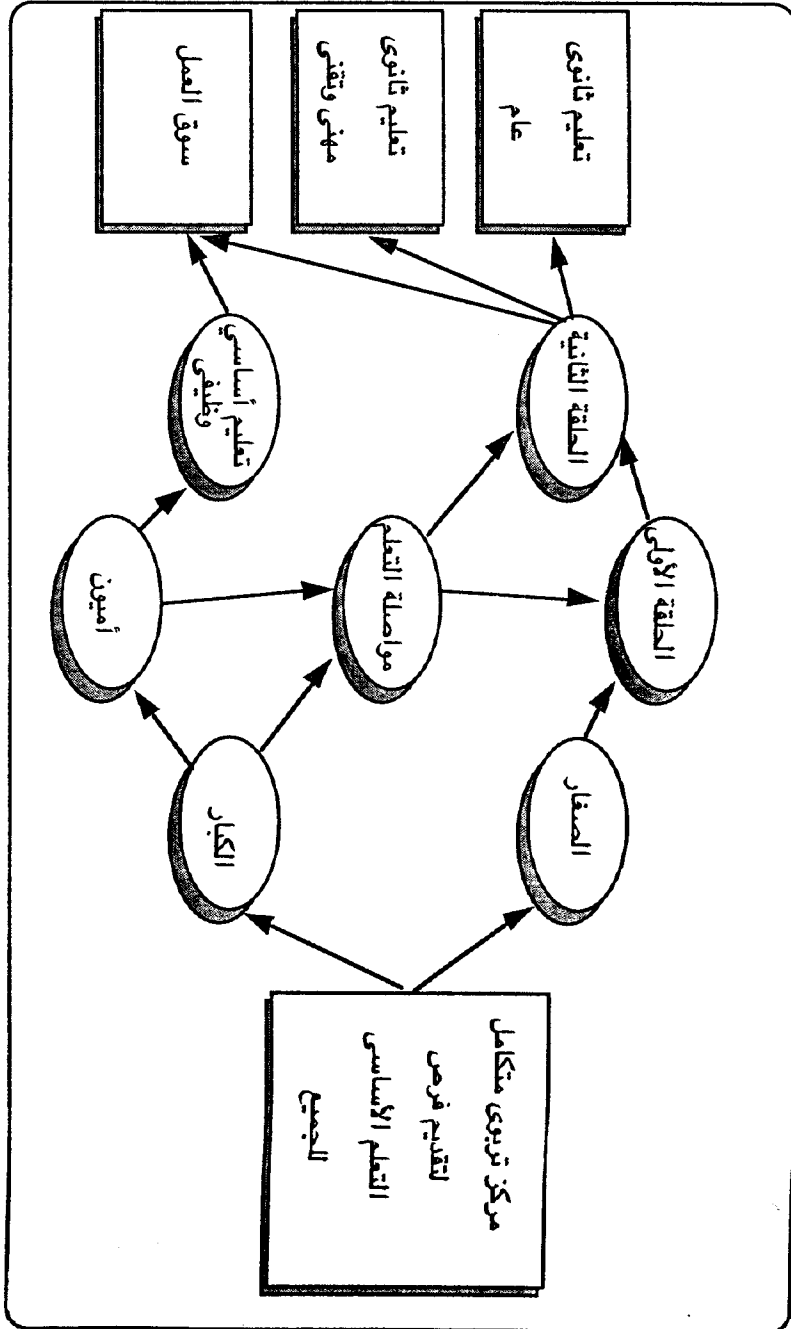 مركز تربوى متكامل
لتقديم فرص
التعلم الأساسى
للجميع
الصغار
الكبار
الحلقة الأولى
مواصلة التعلم
أميون
الحلقة الثانية
تعليم أساسي
وظيفى
تعليم ثانوى
عام
تعليم ثانوى
مهنى وتقنى
سوق العمل